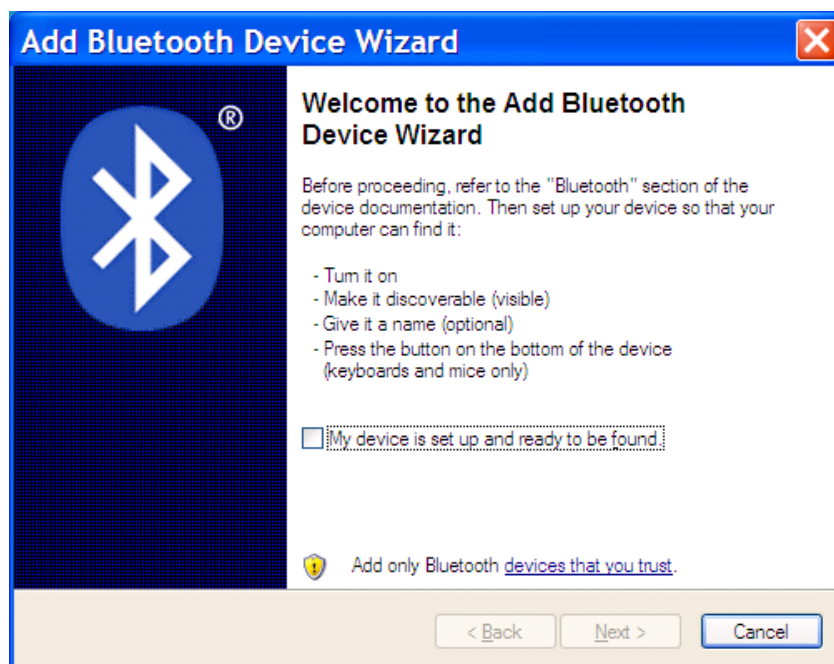 Add Bluetooth Device Wizard
®
Welcome to the Add Bluetooth
Device Wizard
Before proceeding, refer to the "Bluetooth" section of the
device documentation. Then set up your device so that your
computer can find it:
- Turn it on
- Make it discoverable (visible)
- Give it a name (optional)
- Press the button on the bottom of the device
(keyboards and mice only)
My device is set up and ready to be found.
Add only Bluetooth devices that you trust.
< Back Next > Cancel